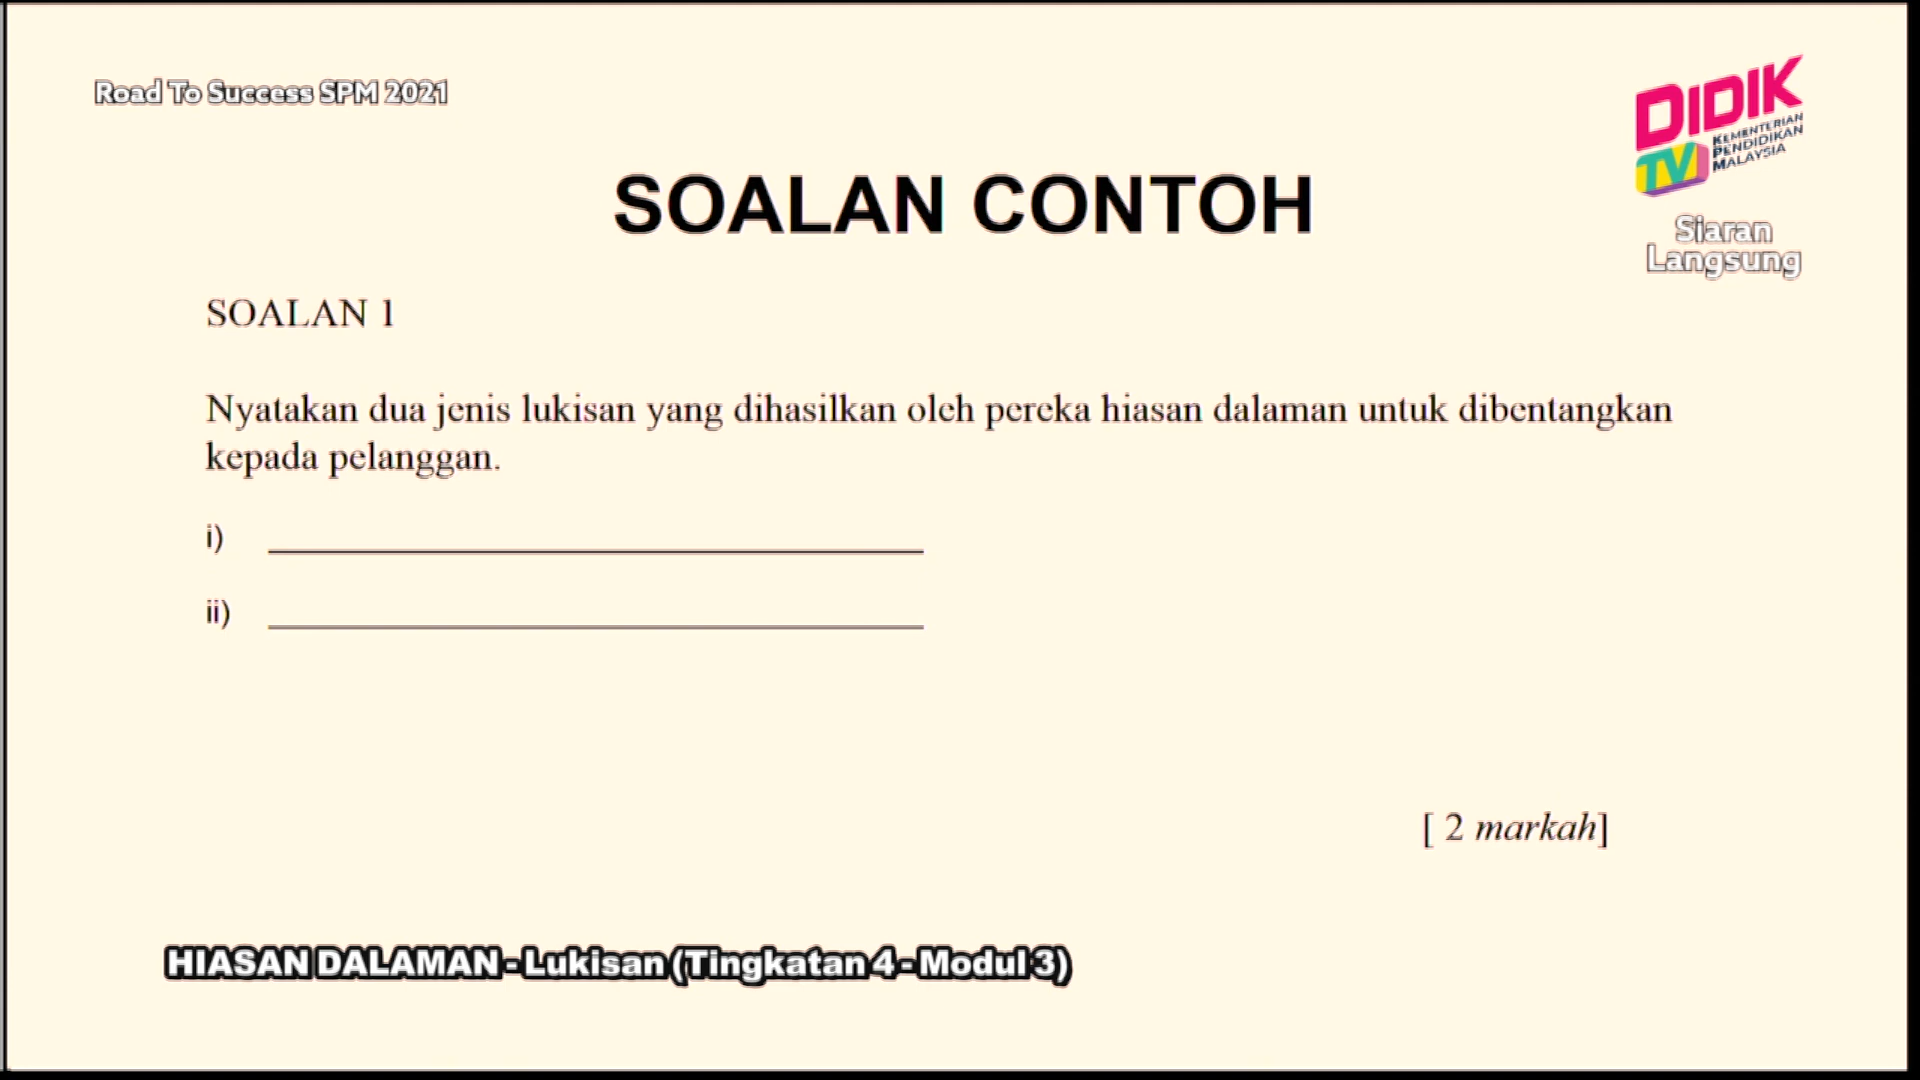 Road To Success SPM 2021
DIDIK
TV
KEMENTERIAN
PENDIDIKAN
MALAYSIA
Siaran
Langsung
SOALAN CONTOH
SOALAN 1
Nyatakan dua jenis lukisan yang dihasilkan oleh pereka hiasan dalaman untuk dibentangkan
kepada pelanggan.
i) ____________________
ii) ____________________
[ 2 markah]
HIASAN DALAMAN - Lukisan (Tingkatan 4 - Modul 3)